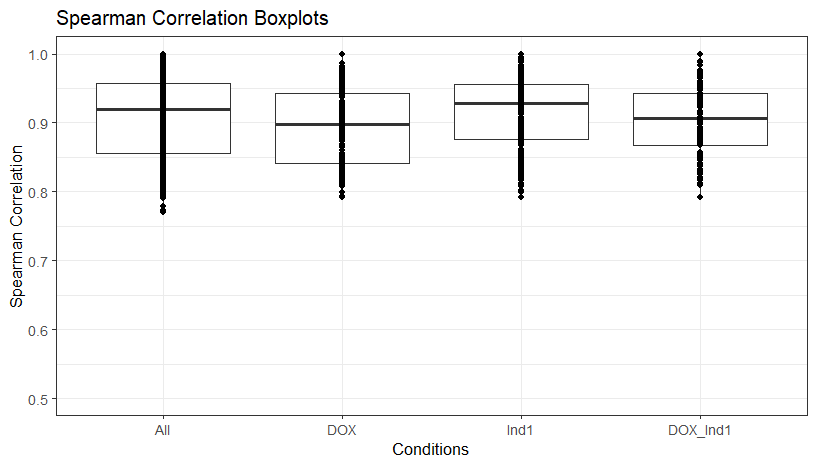 Spearman Correlation Boxplots
1.0
0.9
0.8
0.7
0.6
0.5
Spearman Correlation
All
DOX
Ind1
DOX_Ind1
Conditions